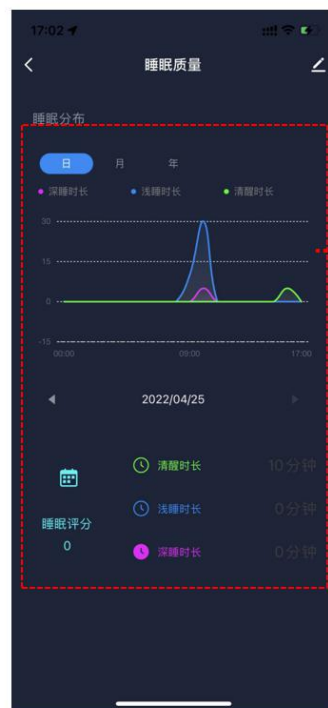 17:02
睡眠质量
睡眠分布
日 月 年
深睡时长 浅睡时长 清醒时长
30
15
0
-15
00:00 09:00 17:00
2022/04/25
清醒时长 10分钟
浅睡时长 0分钟
睡眠评分
0
深睡时长 0分钟